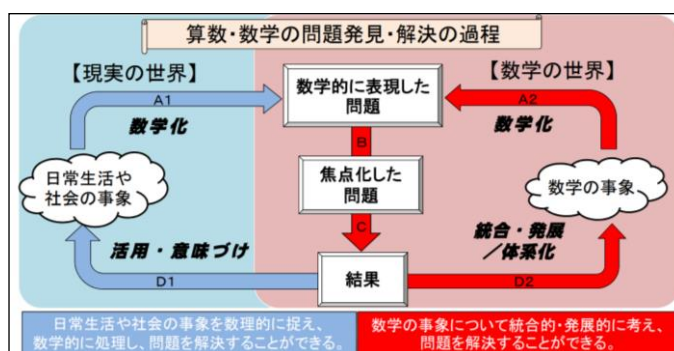 算数・数学の問題発見・解決の過程
【現実の世界】
【数学の世界】
A1
数学化
数学的に表現した
問題
A2
数学化
B
日常生活や
社会の事象
焦点化した
問題
数学の事象
C
活用・意味づけ
統合・発展
／体系化
D1
結果
D2
日常生活や社会の事象を数理的に捉え、
数学的に処理し、問題を解決することができる。
数学の事象について統合的・発展的に考え、
問題を解決することができる。